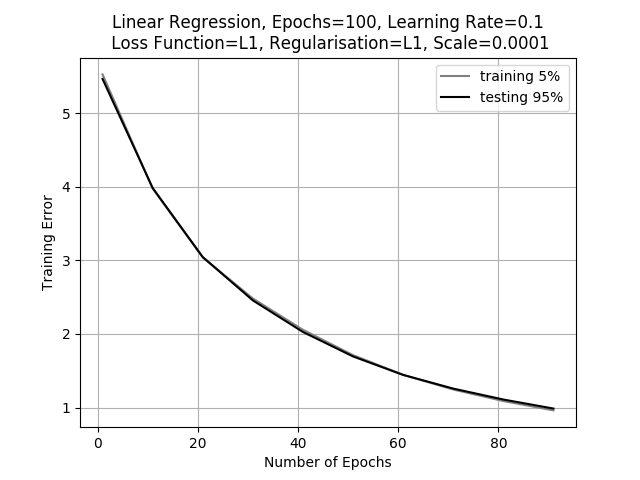 Linear Regression, Epochs=100, Learning Rate=0.1
Loss Function=L1, Regularisation=L1, Scale=0.0001
training 5%
testing 95%
Training Error
5
4
3
2
1
0 20 40 60 80
Number of Epochs